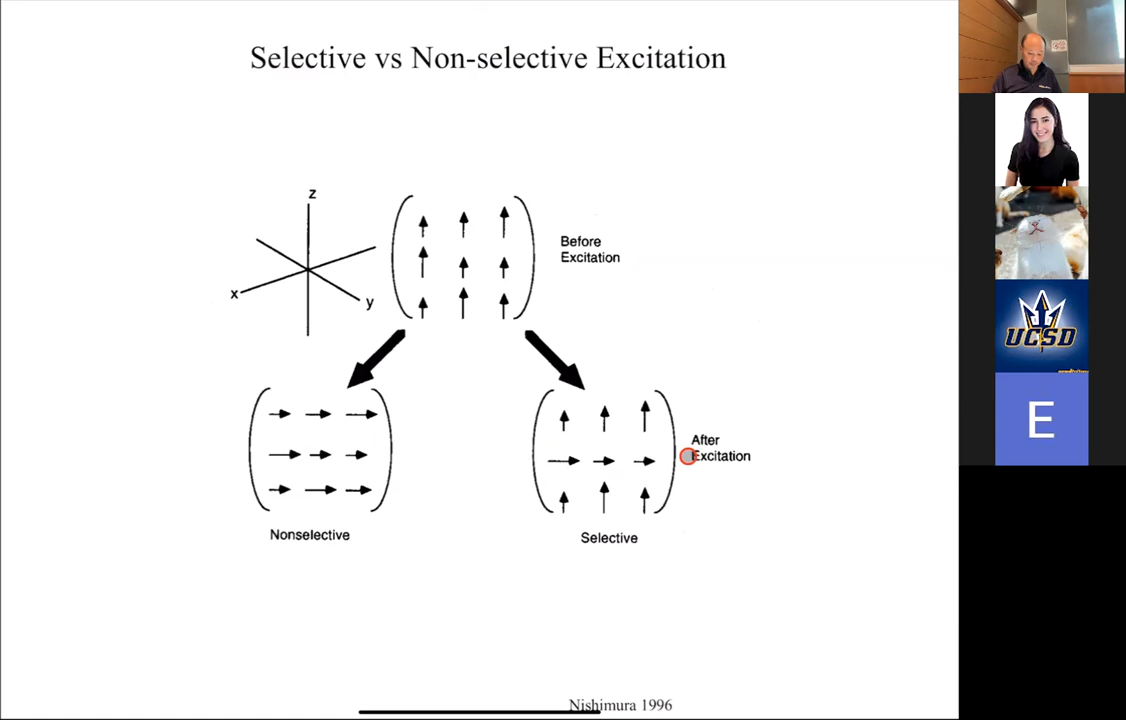 Selective vs Non-selective Excitation
z
x
y
Before
Excitation
After
Excitation
Nonselective
Selective
Nishimura 1996
UCSD
E